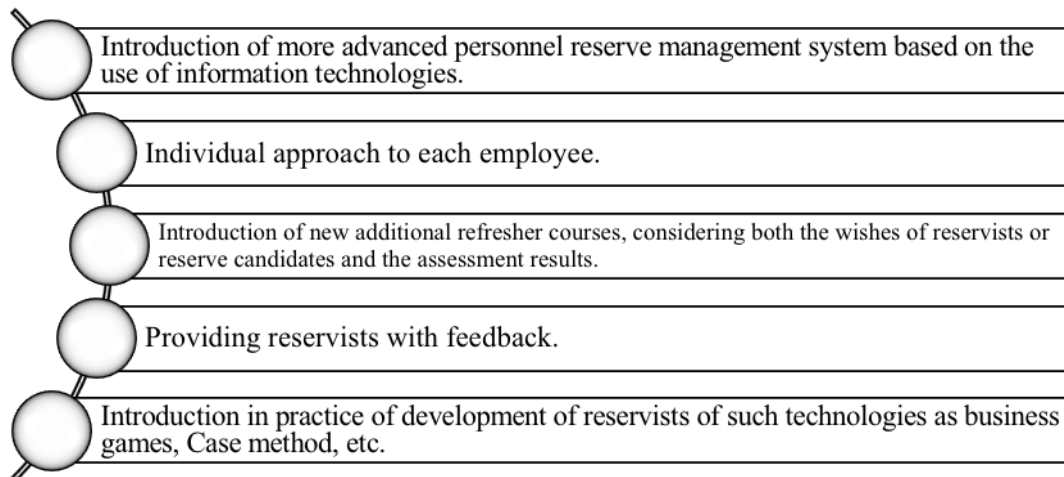 Introduction of more advanced personnel reserve management system based on the
use of information technologies.
Individual approach to each employee.
Introduction of new additional refresher courses, considering both the wishes of reservists or
reserve candidates and the assessment results.
Providing reservists with feedback.
Introduction in practice of development of reservists of such technologies as business
games, Case method, etc.